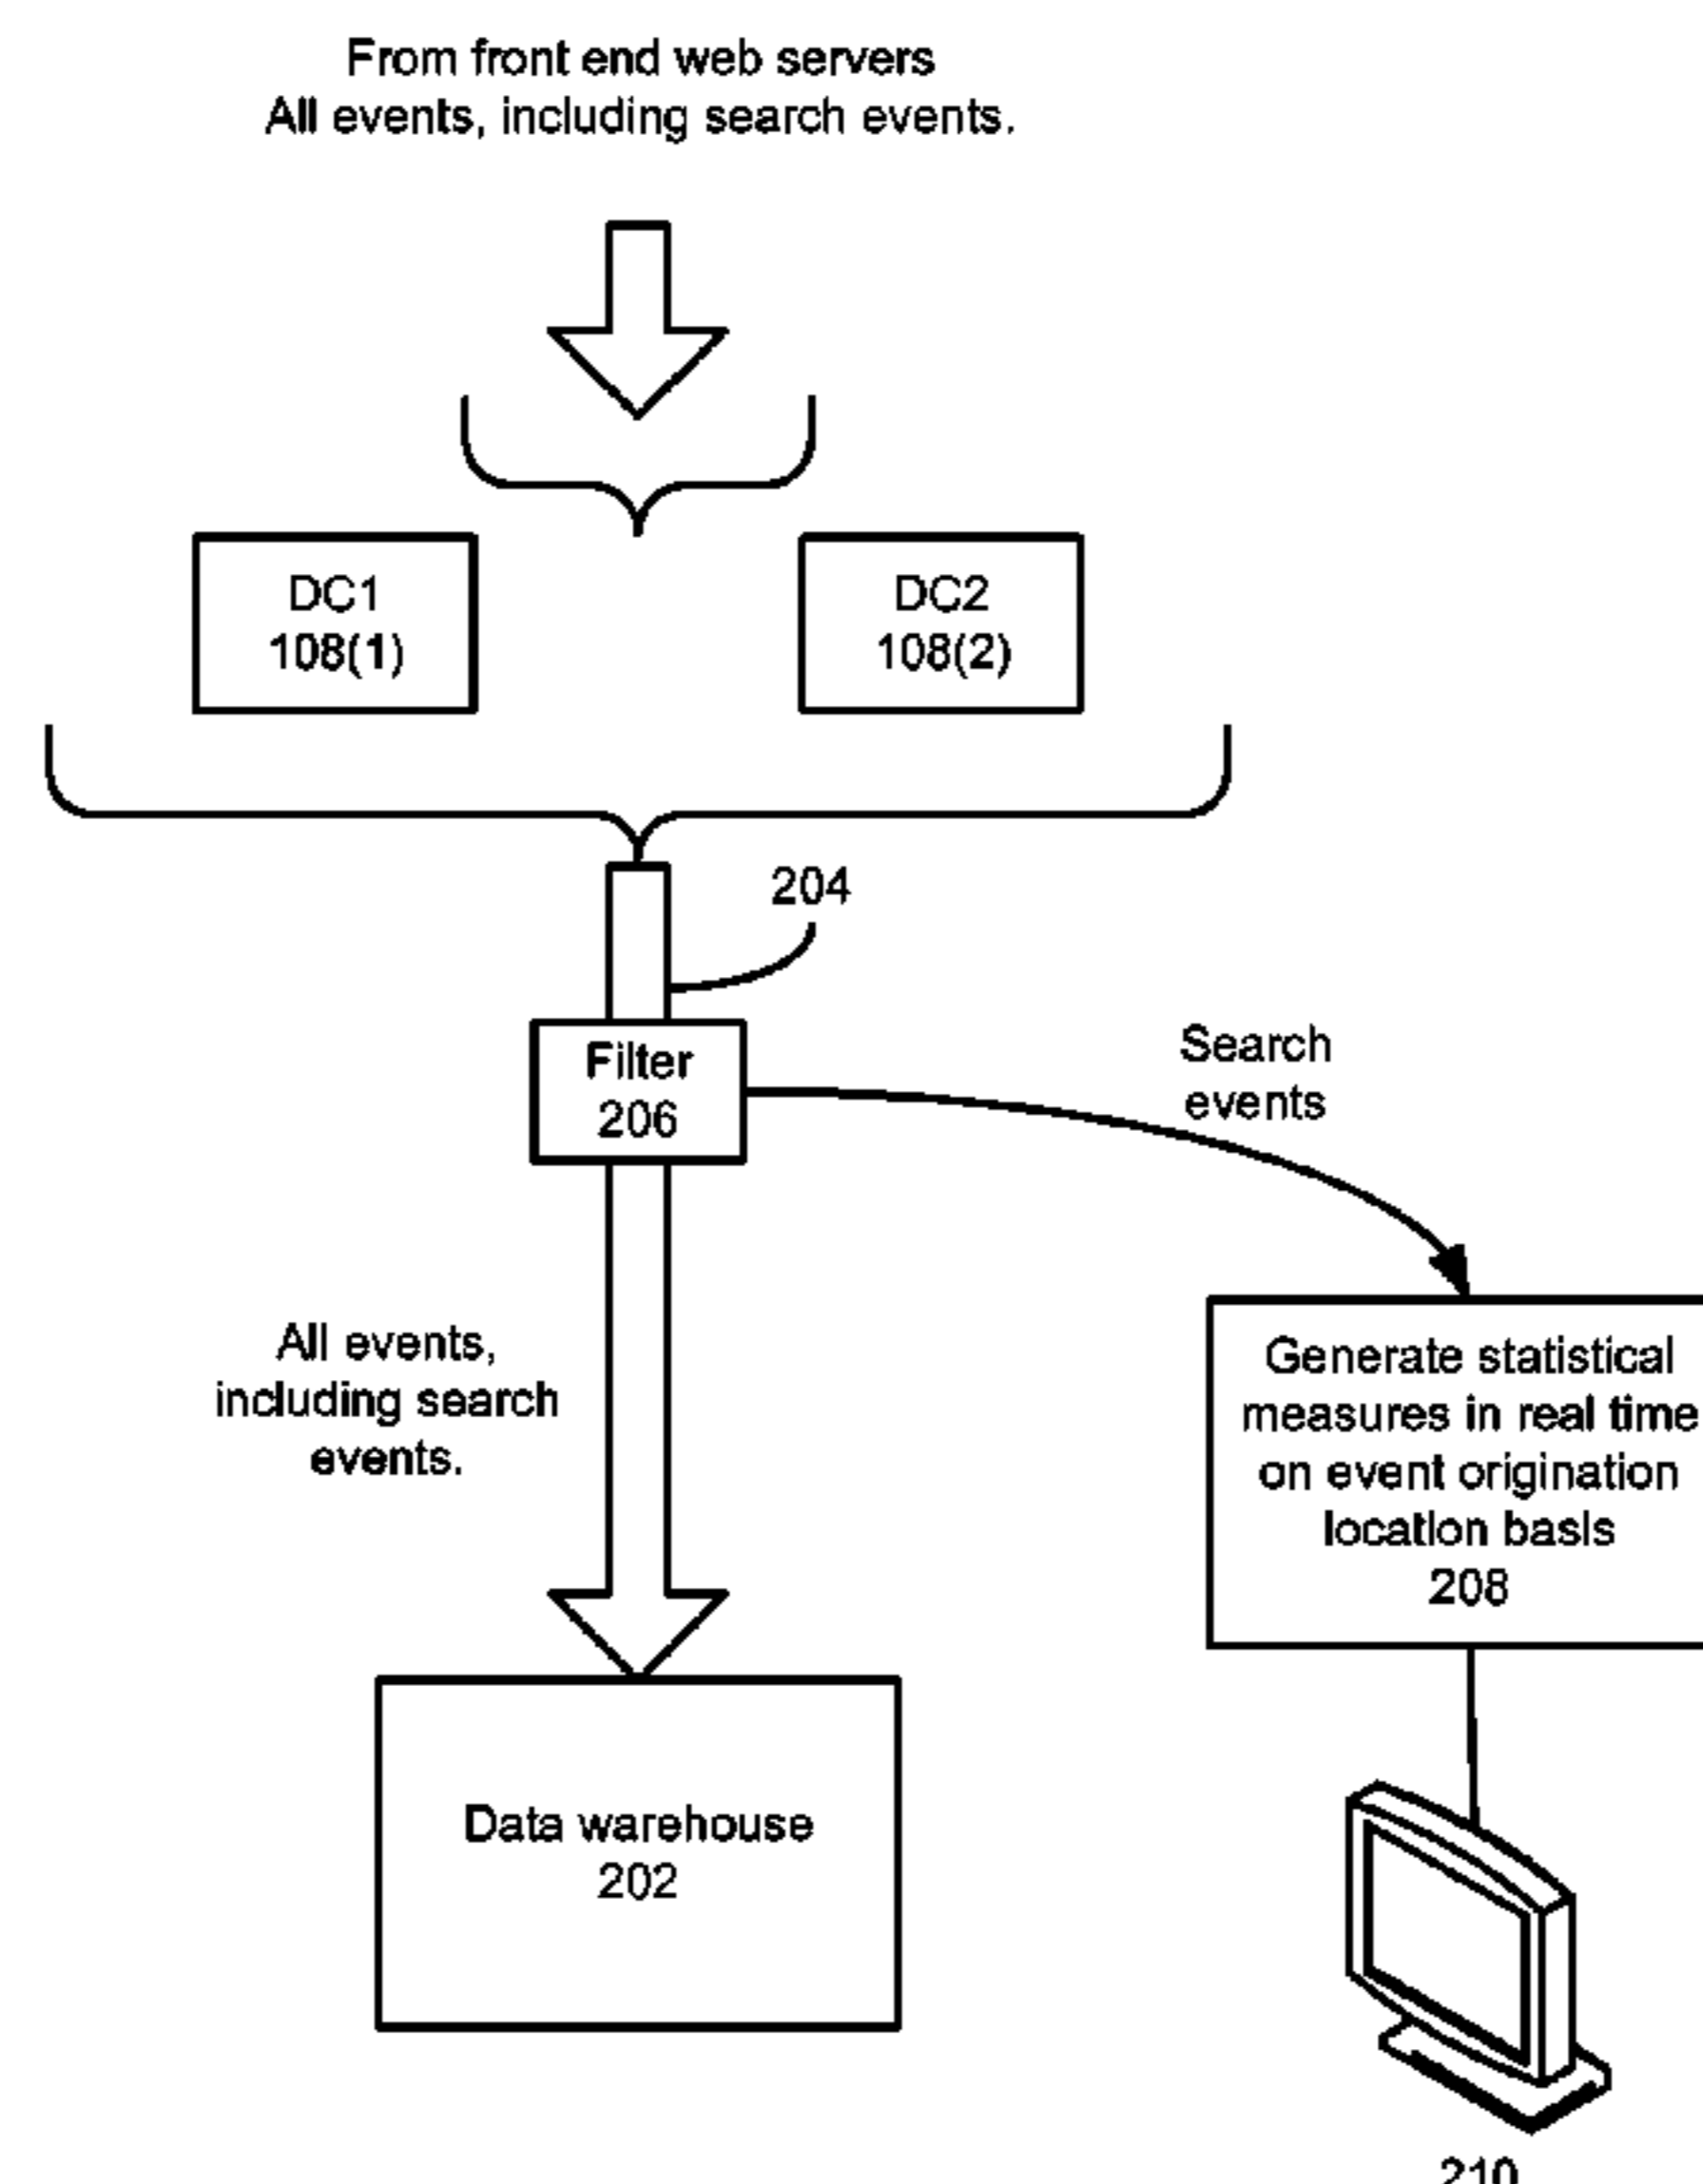 From front end web servers
All events, including search events.
DC1
108(1)
DC2
108(2)
204
Filter
206
Search
events
All events,
including search
events.
Generate statistical
measures in real time
on event origination
location basis
208
Data warehouse
202
210